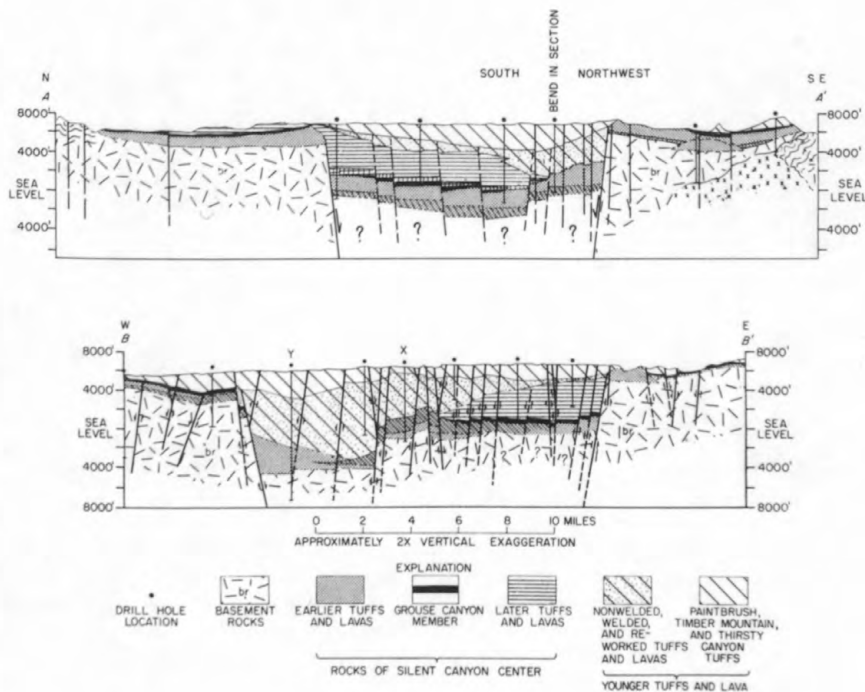 BEND IN SECTION
N
A
SOUTH
NORTHWEST
S E
A'
8000'
8000'
4000'
4000'
SEA LEVEL
br
br
SEA LEVEL
4000'
? ? ? ?
4000'
W
B
E
B'
8000'
Y
X
8000'
4000'
4000'
SEA LEVEL
br
br
SEA LEVEL
4000'
4000'
8000'
8000'
0 2 4 6 8 10 MILES
APPROXIMATELY 2X VERTICAL EXAGGERATION
EXPLANATION
br
DRILL HOLE LOCATION
BASEMENT ROCKS
EARLIER TUFFS AND LAVAS
GROUSE CANYON MEMBER
LATER TUFFS AND LAVAS
NONWELDED, WELDED, AND RE-WORKED TUFFS AND LAVAS
PAINTBRUSH, TIMBER MOUNTAIN, AND THIRSTY CANYON TUFFS
ROCKS OF SILENT CANYON CENTER
YOUNGER TUFFS AND LAVA